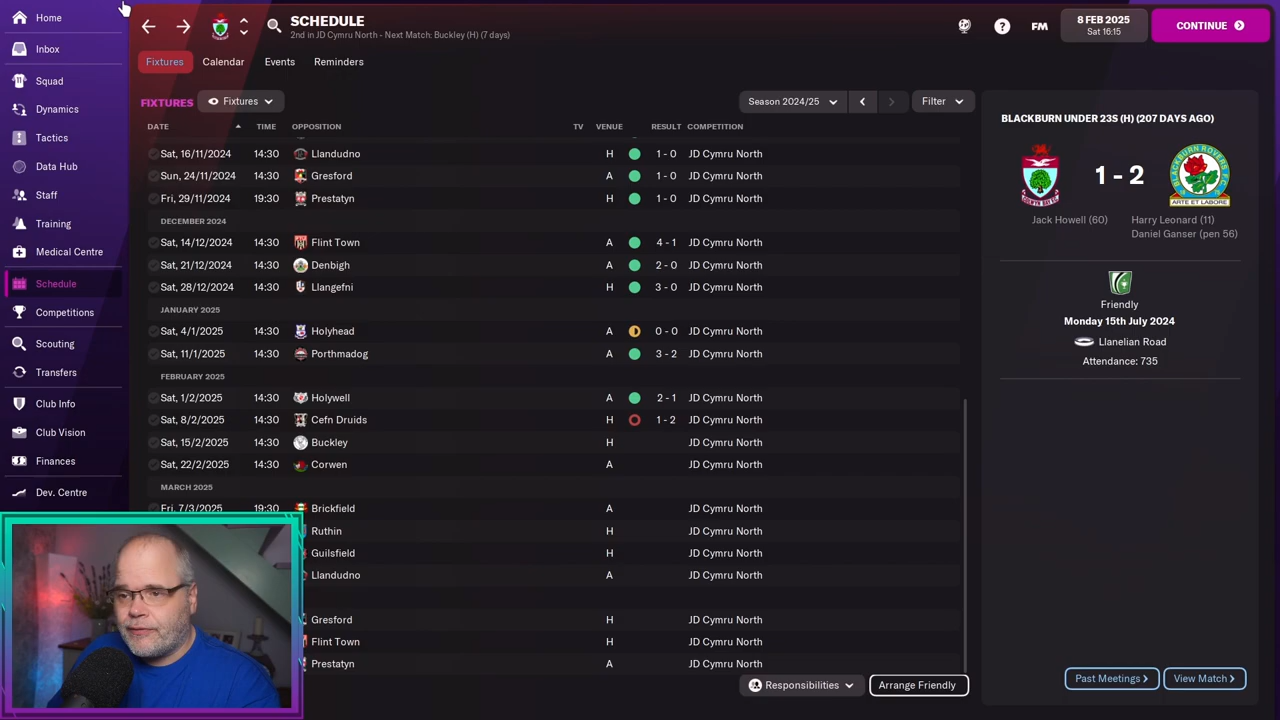 Home
Inbox
Squad
Dynamics
Tactics
Data Hub
Staff
Training
Medical Centre
Schedule
Competitions
Scouting
Transfers
Club Info
Club Vision
Finances
Dev. Centre
SCHEDULE
2nd in JD Cymru North - Next Match: Buckley (H) (7 days)
FM
8 FEB 2025
Sat 16:15
CONTINUE
Fixtures Calendar Events Reminders
FIXTURES Fixtures Season 2024/25 Filter
DATE TIME OPPOSITION TV VENUE RESULT COMPETITION
Sat, 16/11/2024 14:30 Llandudno H 1 - 0 JD Cymru North
Sun, 24/11/2024 14:30 Gresford A 1 - 0 JD Cymru North
Fri, 29/11/2024 19:30 Prestatyn H 1 - 0 JD Cymru North
DECEMBER 2024
Sat, 14/12/2024 14:30 Flint Town A 4 - 1 JD Cymru North
Sat, 21/12/2024 14:30 Denbigh A 2 - 0 JD Cymru North
Sat, 28/12/2024 14:30 Llangefni H 3 - 0 JD Cymru North
JANUARY 2025
Sat, 4/1/2025 14:30 Holyhead A 0 - 0 JD Cymru North
Sat, 11/1/2025 14:30 Porthmadog A 3 - 2 JD Cymru North
FEBRUARY 2025
Sat, 1/2/2025 14:30 Holywell A 2 - 1 JD Cymru North
Sat, 8/2/2025 14:30 Cefn Druids H 1 - 2 JD Cymru North
Sat, 15/2/2025 14:30 Buckley H JD Cymru North
Sat, 22/2/2025 14:30 Corwen A JD Cymru North
MARCH 2025
Fri, 7/3/2025 19:30 Brickfield A JD Cymru North
Ruthin H JD Cymru North
Guilsfield H JD Cymru North
Llandudno A JD Cymru North
Gresford H JD Cymru North
Flint Town H JD Cymru North
Prestatyn A JD Cymru North
Responsibilities Arrange Friendly
BLACKBURN UNDER 23S (H) (207 DAYS AGO)
1 - 2
BLACKBURN ROVERS F.C.
ARTE ET LABORE
Jack Howell (60) Harry Leonard (11)
Daniel Ganser (pen 56)
Friendly
Monday 15th July 2024
Llanelian Road
Attendance: 735
Past Meetings View Match